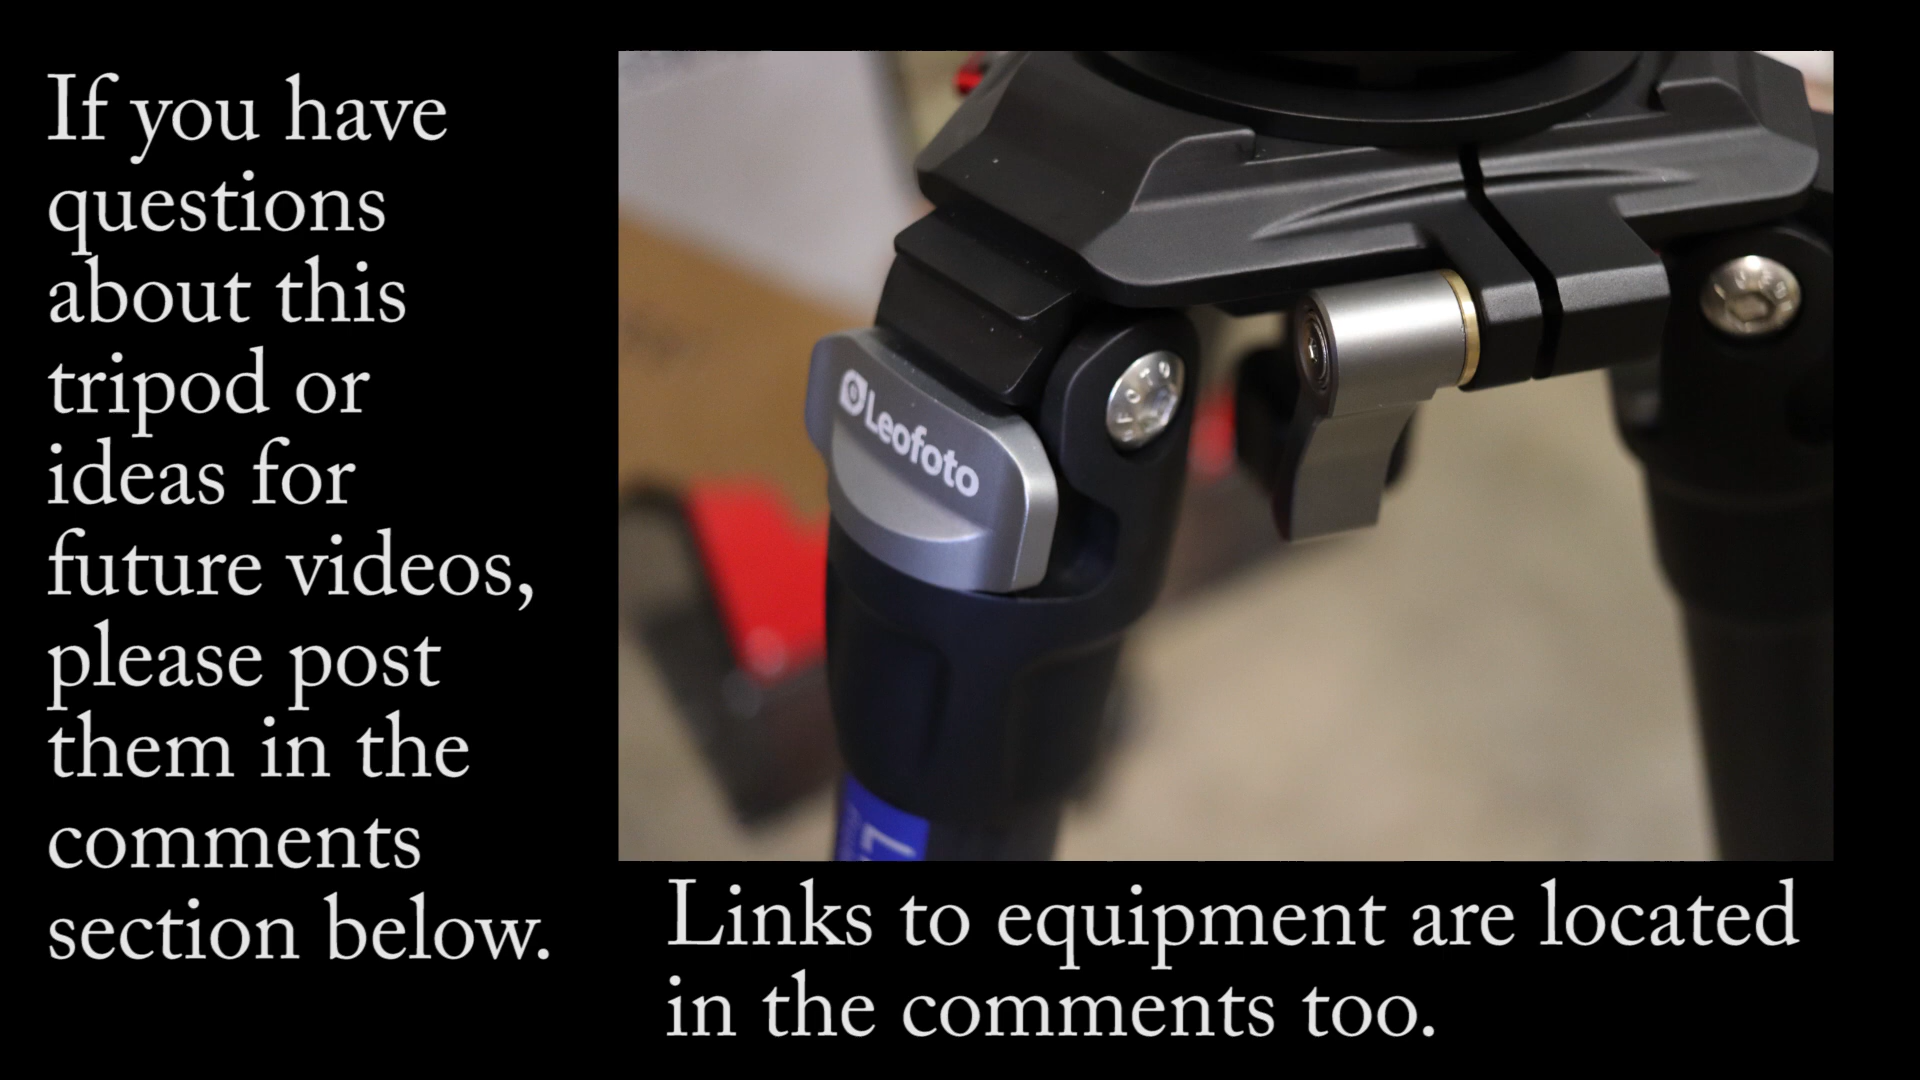 If you have
questions
about this
tripod or
ideas for
future videos,
please post
them in the
comments
section below.
Leofoto
Links to equipment are located
in the comments too.